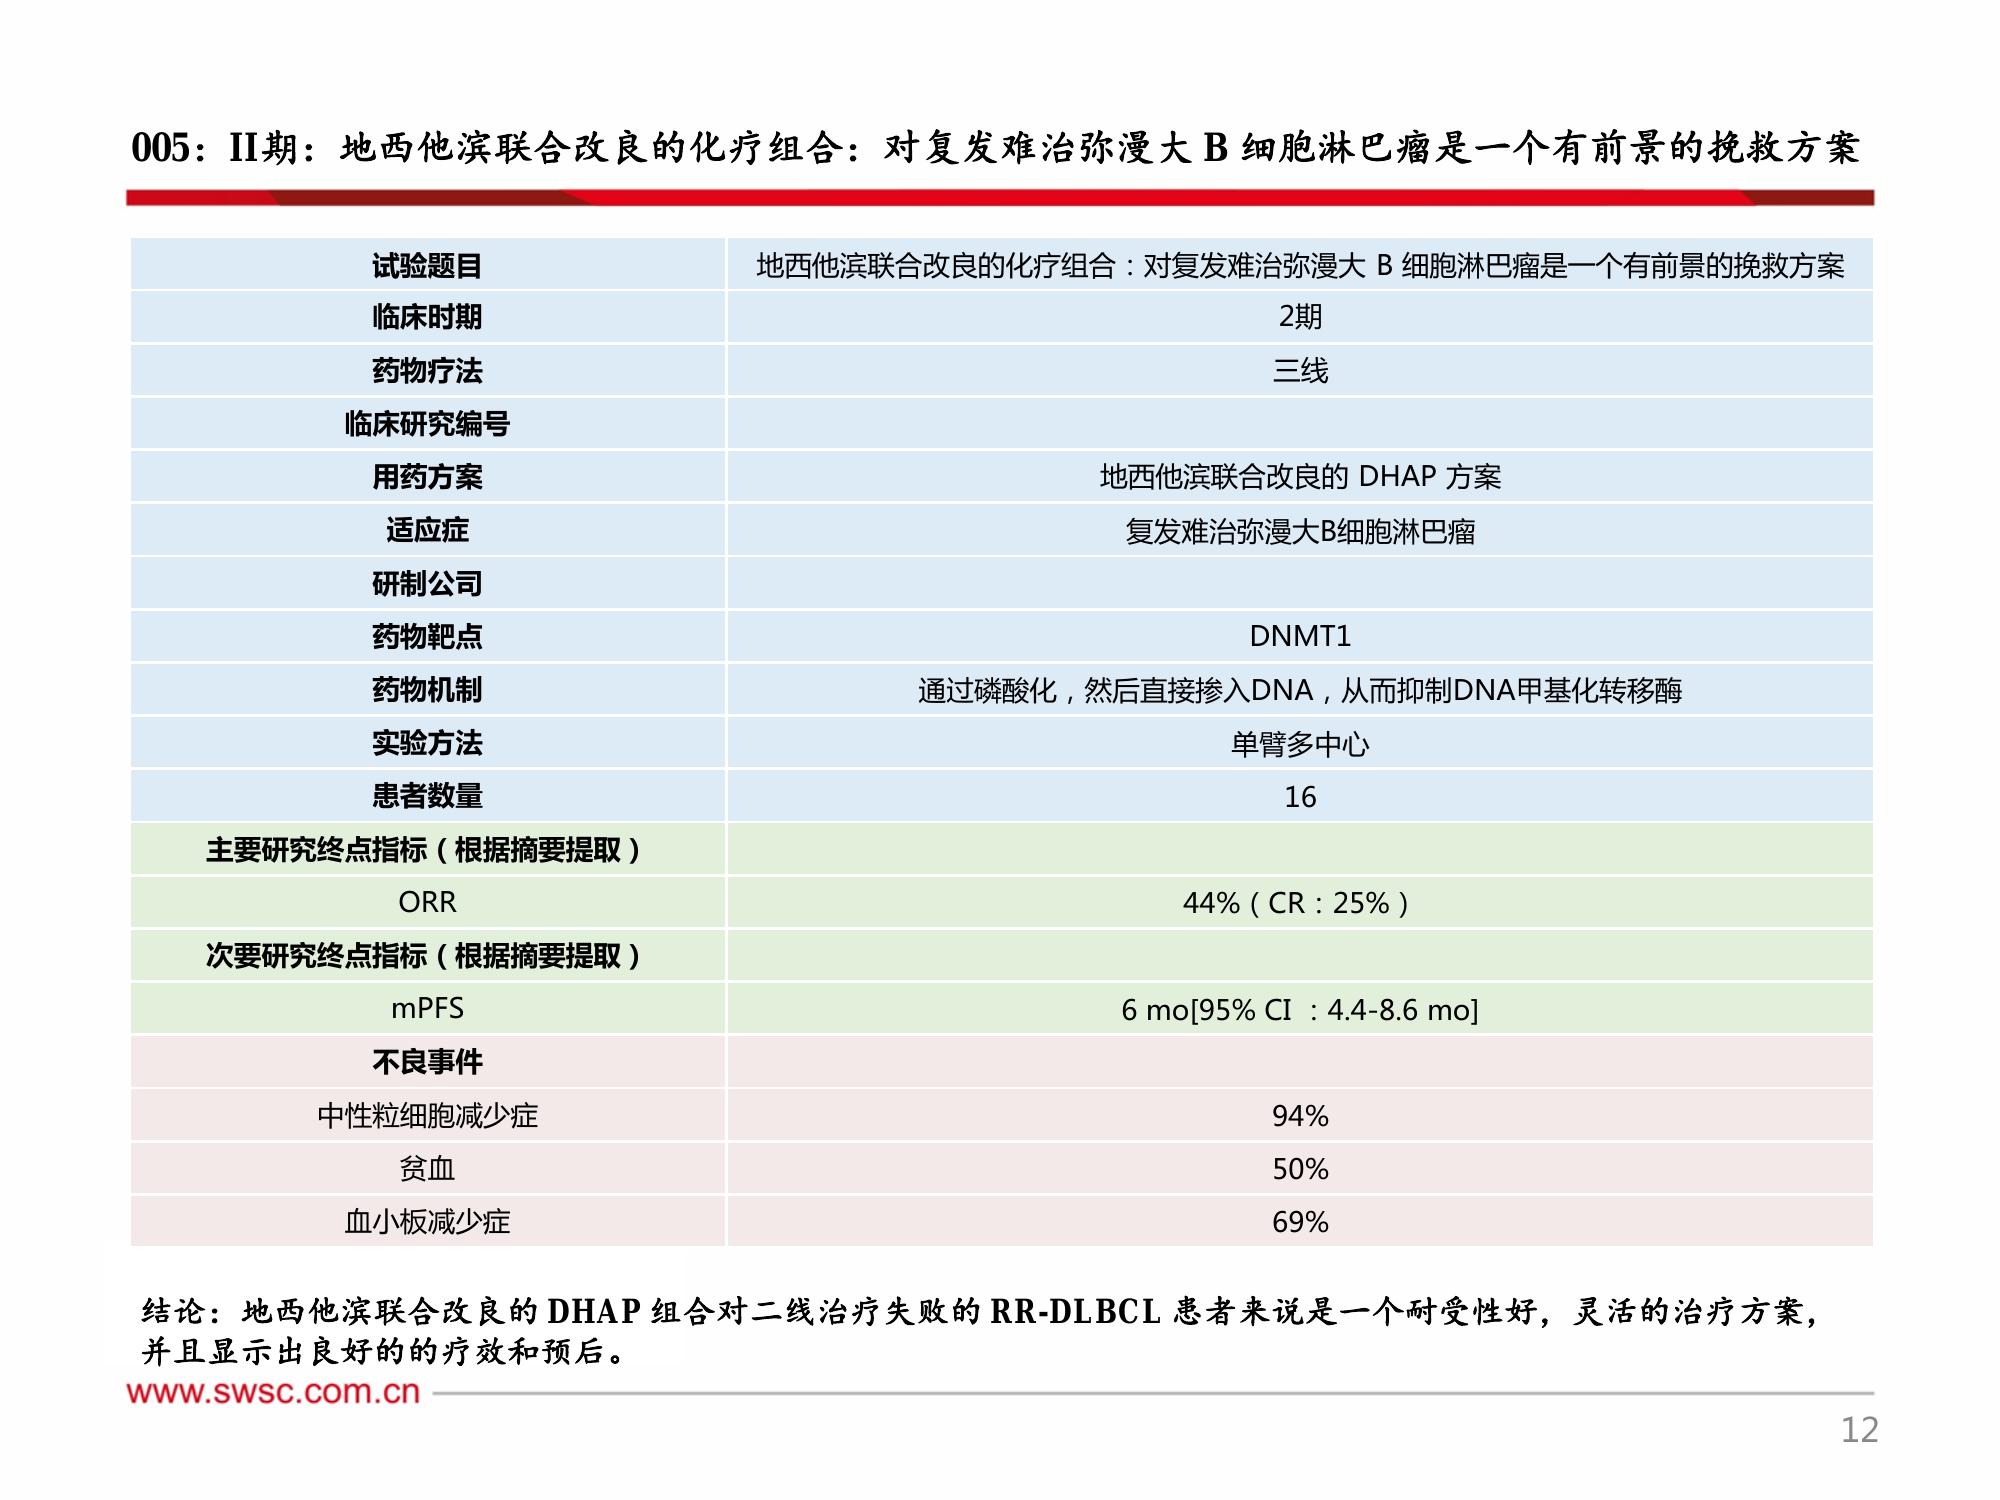 005：II期：地西他滨联合改良的化疗组合：对复发难治弥漫大 B 细胞淋巴瘤是一个有前景的挽救方案
试验题目 地西他滨联合改良的化疗组合：对复发难治弥漫大 B 细胞淋巴瘤是一个有前景的挽救方案
临床时期 2期
药物疗法 三线
临床研究编号
用药方案 地西他滨联合改良的 DHAP 方案
适应症 复发难治弥漫大B细胞淋巴瘤
研制公司
药物靶点 DNMT1
药物机制 通过磷酸化，然后直接掺入DNA，从而抑制DNA甲基化转移酶
实验方法 单臂多中心
患者数量 16
主要研究终点指标（根据摘要提取）
ORR 44%（CR：25%）
次要研究终点指标（根据摘要提取）
mPFS 6 mo[95% CI ：4.4-8.6 mo]
不良事件
中性粒细胞减少症 94%
贫血 50%
血小板减少症 69%
结论：地西他滨联合改良的 DHAP 组合对二线治疗失败的 RR-DLBCL 患者来说是一个耐受性好，灵活的治疗方案，
并且显示出良好的的疗效和预后。
www.swsc.com.cn
12